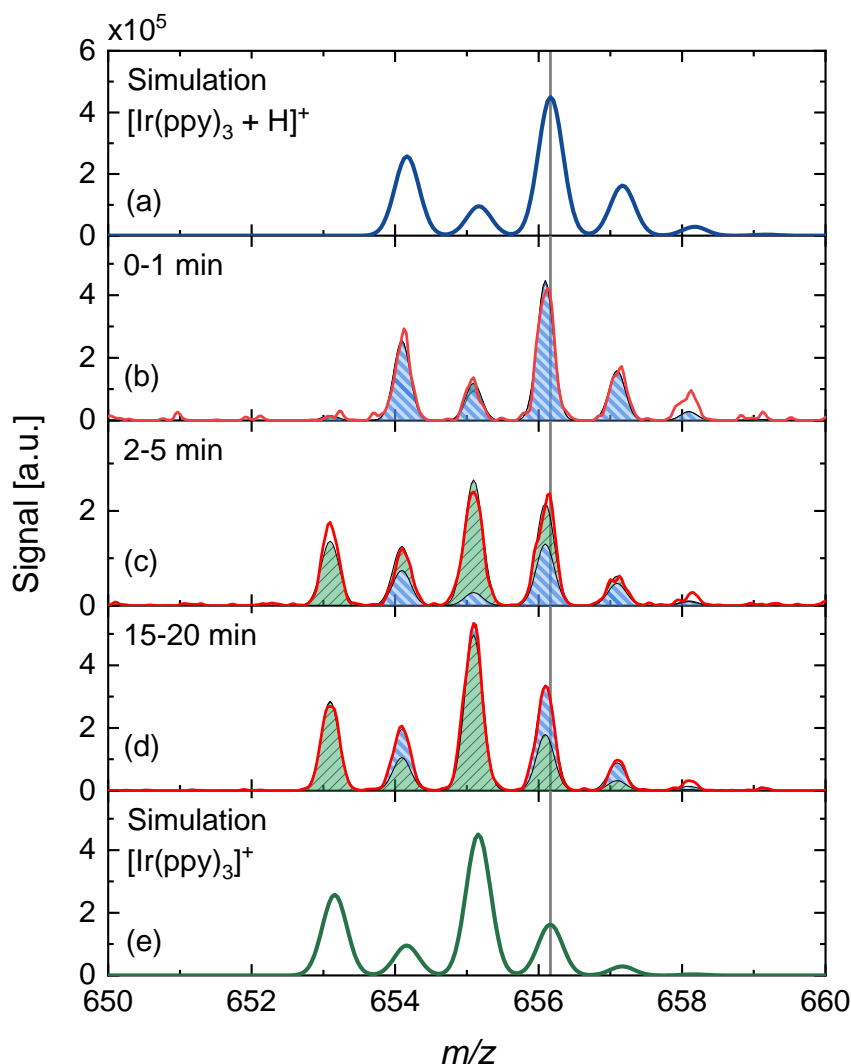 x10⁵
6
Simulation
[Ir(ppy)₃ + H]⁺
4
2
(a)
0
0-1 min
4
2
(b)
0
2-5 min
2
(c)
0
15-20 min
4
2
(d)
0
Simulation
[Ir(ppy)₃]⁺
4
2
(e)
0
Signal [a.u.]
650 652 654 656 658 660
m/z